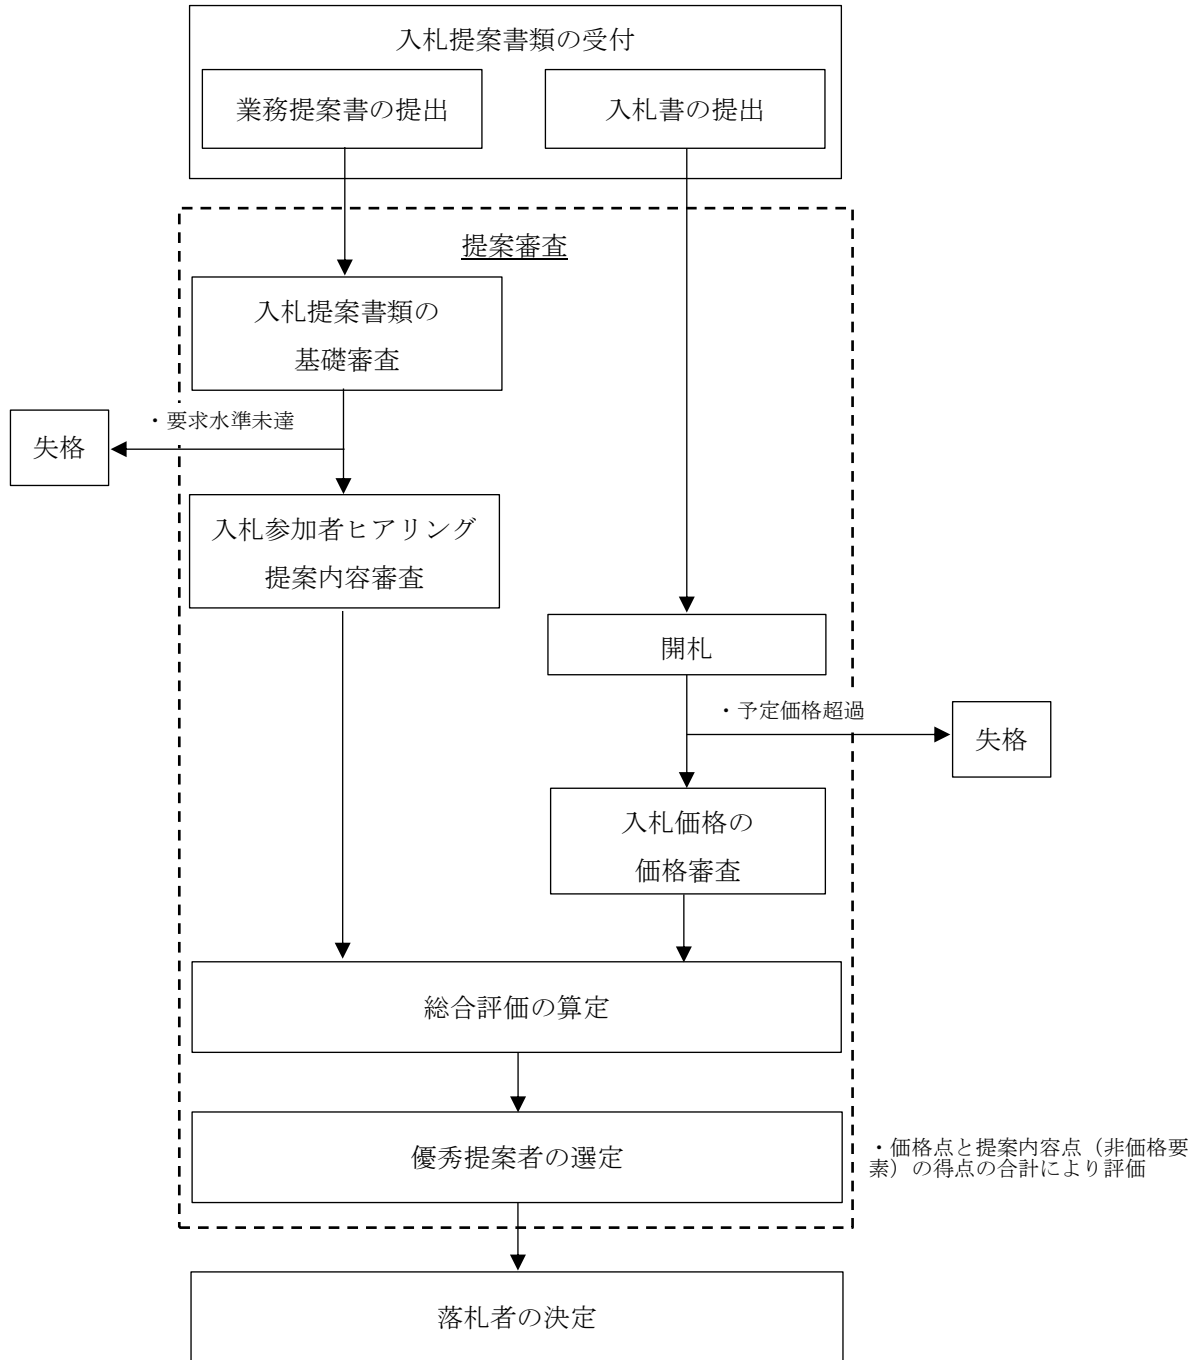 入札提案書類の受付
業務提案書の提出
入札書の提出
提案審査
入札提案書類の
基礎審査
・要求水準未達
失格
入札参加者ヒアリング
提案内容審査
開札
・予定価格超過
失格
入札価格の
価格審査
総合評価の算定
優秀提案者の選定
・価格点と提案内容点（非価格要
素）の得点の合計により評価
落札者の決定